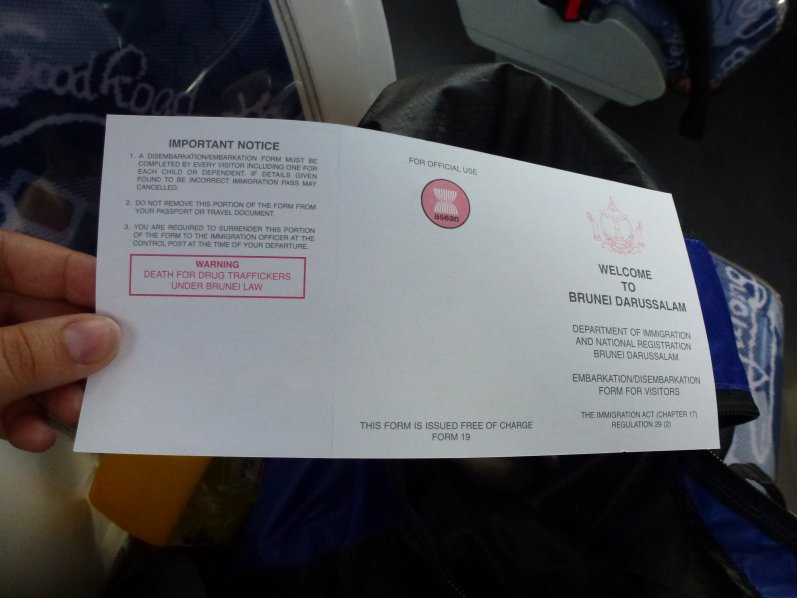 Good Road
IMPORTANT NOTICE
1. A DISEMBARKATION/EMBARKATION FORM MUST BE
COMPLETED BY EVERY VISITOR INCLUDING ONE FOR
EACH CHILD OR DEPENDANT. IF DETAILS GIVEN
FOUND TO BE INCORRECT IMMIGRATION PASS MAY
CANCELLED.
2. DO NOT REMOVE THIS PORTION OF THE FORM FROM
YOUR PASSPORT OR TRAVEL DOCUMENT.
3. YOU ARE REQUIRED TO SURRENDER THIS PORTION
OF THE FORM TO THE IMMIGRATION OFFICER AT THE
CONTROL POST AT THE TIME OF YOUR DEPARTURE.
WARNING
DEATH FOR DRUG TRAFFICKERS
UNDER BRUNEI LAW
FOR OFFICIAL USE
asean
THIS FORM IS ISSUED FREE OF CHARGE
FORM 19
WELCOME
TO
BRUNEI DARUSSALAM
DEPARTMENT OF IMMIGRATION
AND NATIONAL REGISTRATION
BRUNEI DARUSSALAM
EMBARKATION/DISEMBARKATION
FORM FOR VISITORS
THE IMMIGRATION ACT (CHAPTER 17)
REGULATION 29 (2)